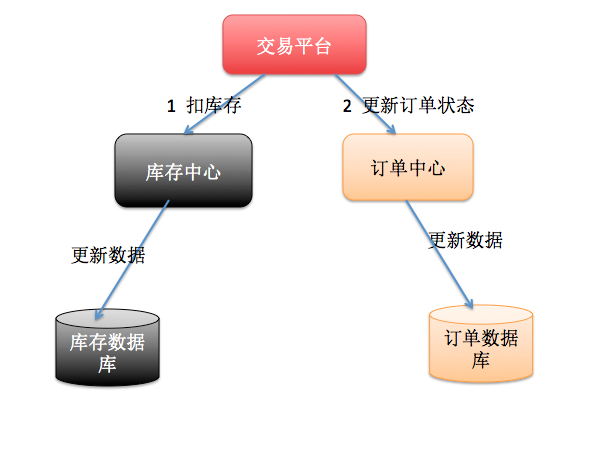 交易平台
1 扣库存
2 更新订单状态
库存中心
订单中心
更新数据
更新数据
库存数据
库
订单数据
库